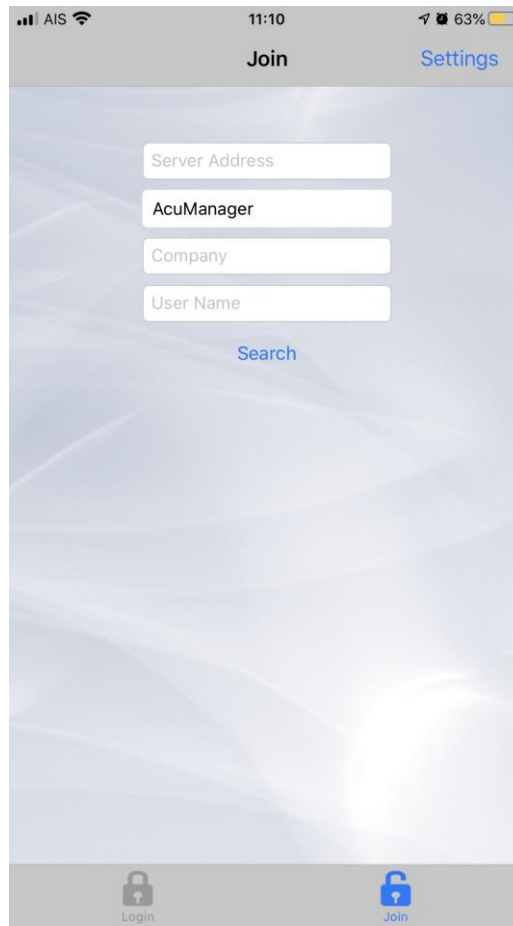 AIS 11:10 63%
Join Settings
Server Address
AcuManager
Company
User Name
Search
Login Join